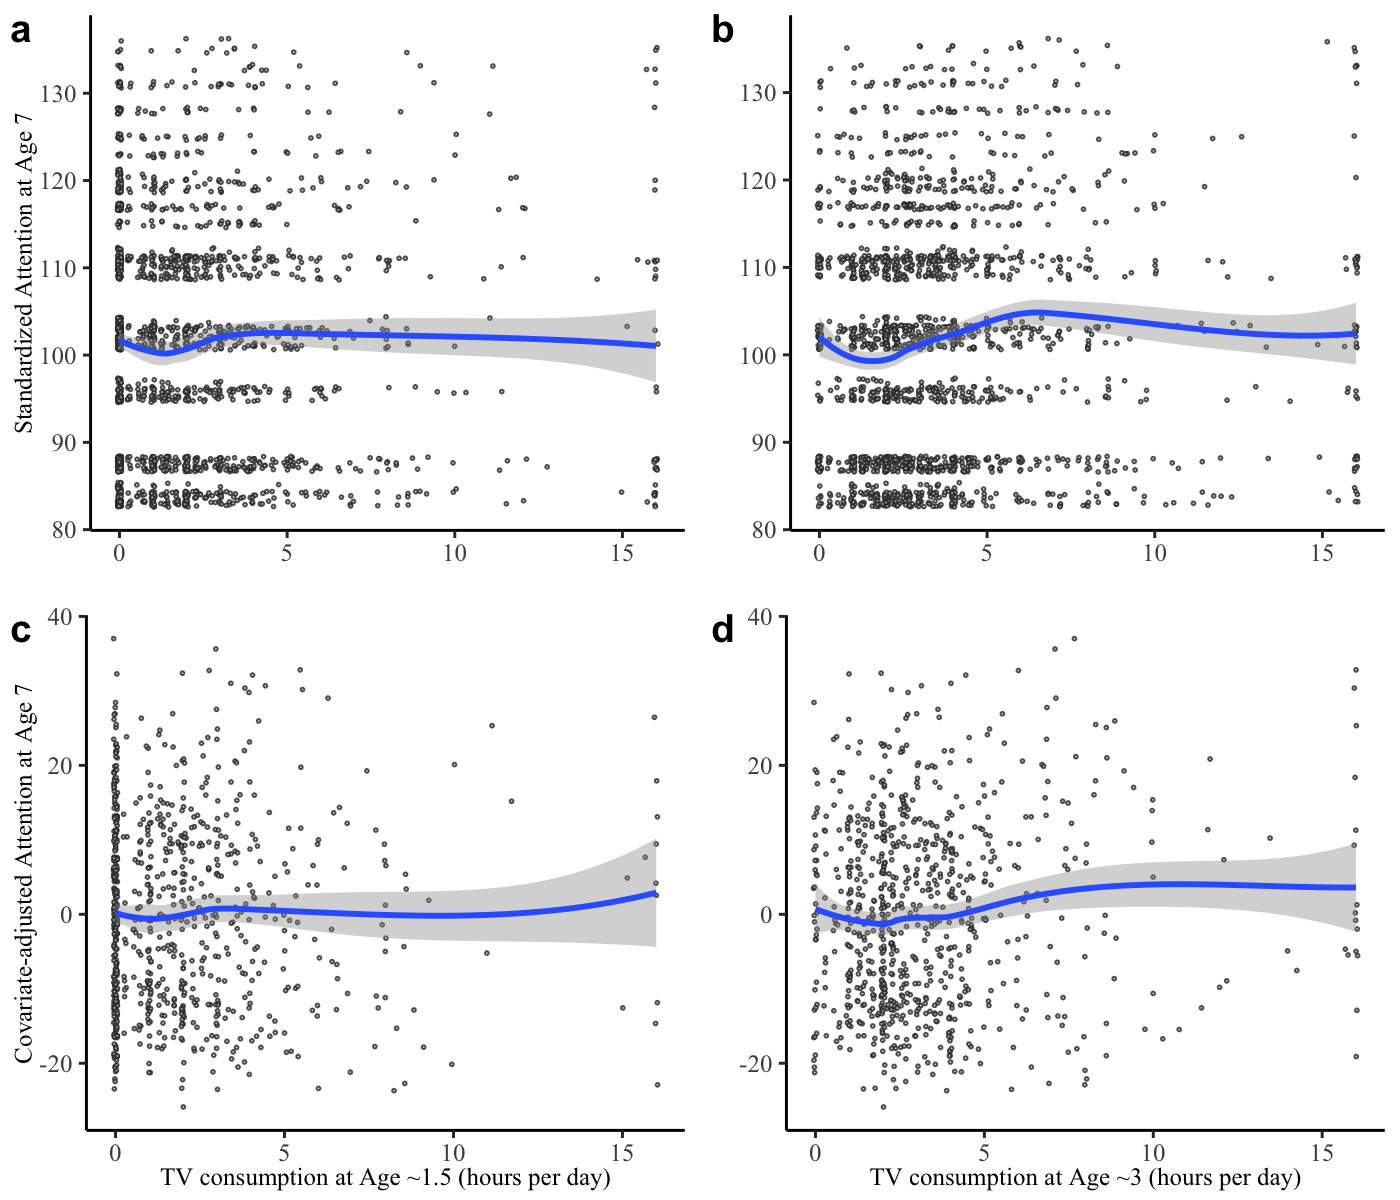 a
b
Standardized Attention at Age 7
130
120
110
100
90
80
0 5 10 15
130
120
110
100
90
80
0 5 10 15
c
d
Covariate-adjusted Attention at Age 7
40
20
0
-20
0 5 10 15
TV consumption at Age ~1.5 (hours per day)
40
20
0
-20
0 5 10 15
TV consumption at Age ~3 (hours per day)